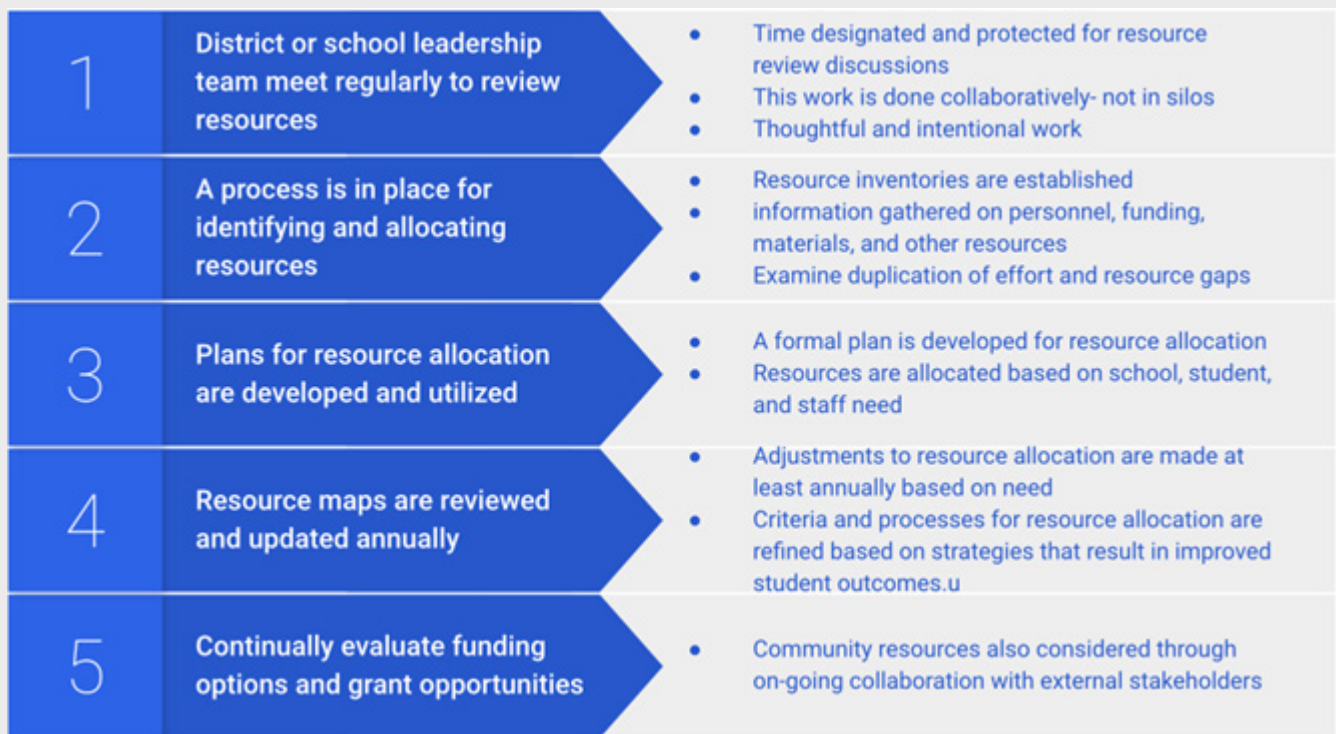 1
District or school leadership
team meet regularly to review
resources
● Time designated and protected for resource
review discussions
● This work is done collaboratively- not in silos
● Thoughtful and intentional work
2
A process is in place for
identifying and allocating
resources
● Resource inventories are established
● information gathered on personnel, funding,
materials, and other resources
● Examine duplication of effort and resource gaps
3
Plans for resource allocation
are developed and utilized
● A formal plan is developed for resource allocation
● Resources are allocated based on school, student,
and staff need
4
Resource maps are reviewed
and updated annually
● Adjustments to resource allocation are made at
least annually based on need
● Criteria and processes for resource allocation are
refined based on strategies that result in improved
student outcomes.u
5
Continually evaluate funding
options and grant opportunities
● Community resources also considered through
on-going collaboration with external stakeholders